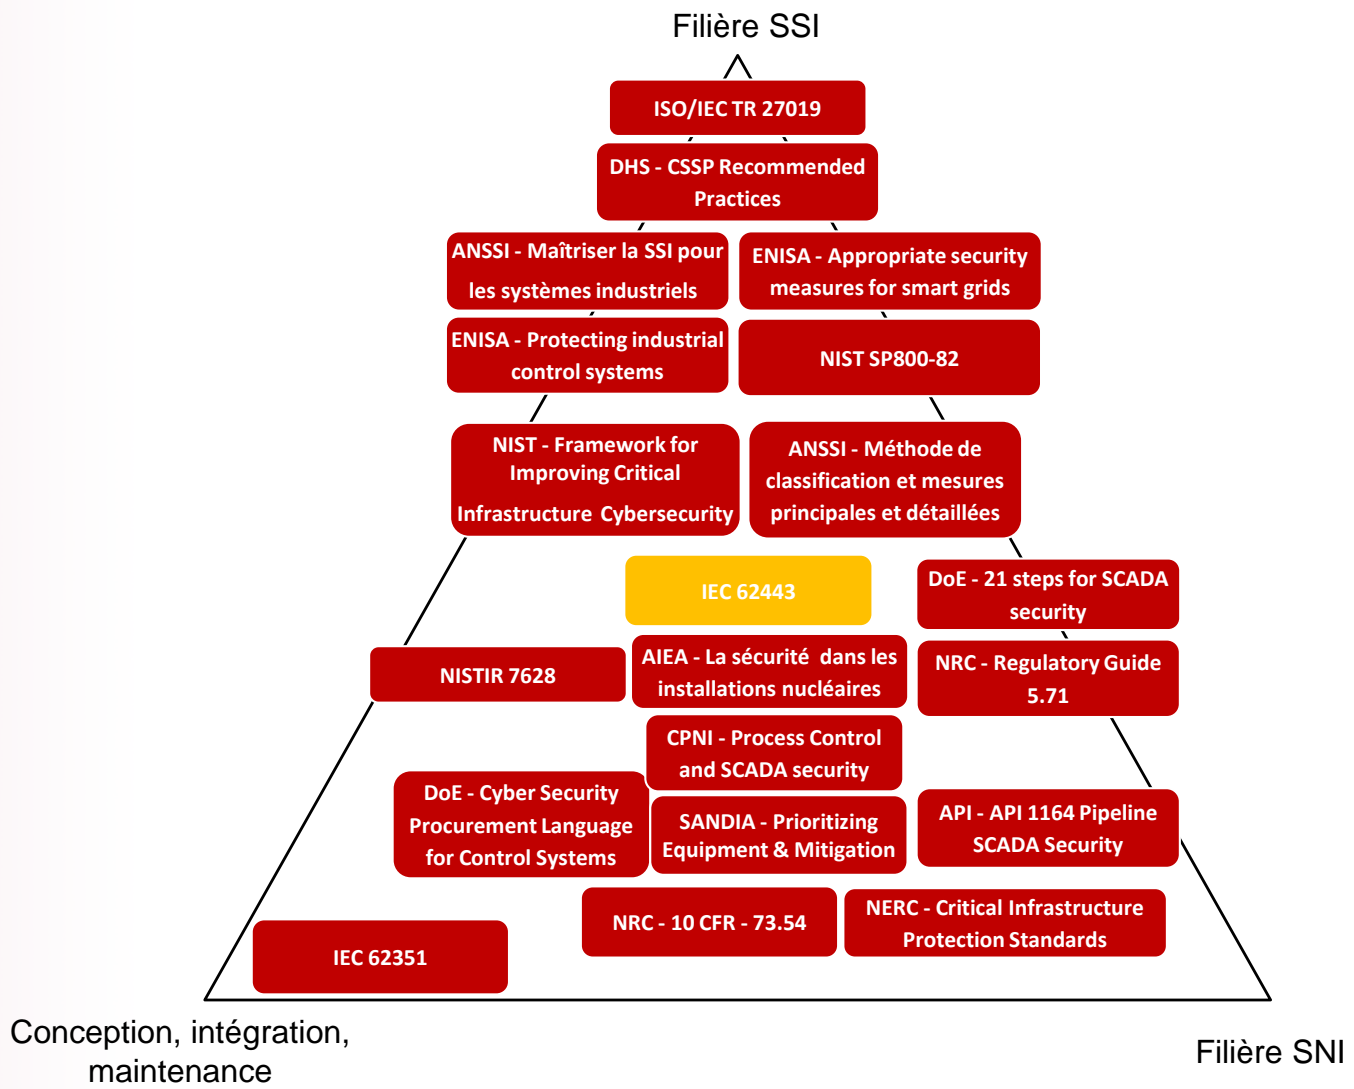 Filière SSI
ISO/IEC TR 27019
DHS - CSSP Recommended
Practices
ANSSI - Maîtriser la SSI pour
les systèmes industriels
ENISA - Appropriate security
measures for smart grids
ENISA - Protecting industrial
control systems
NIST SP800-82
NIST - Framework for
Improving Critical
Infrastructure Cybersecurity
ANSSI - Méthode de
classification et mesures
principales et détaillées
IEC 62443
DoE - 21 steps for SCADA
security
NISTIR 7628
AIEA - La sécurité dans les
installations nucléaires
NRC - Regulatory Guide
5.71
CPNI - Process Control
and SCADA security
DoE - Cyber Security
Procurement Language
for Control Systems
SANDIA - Prioritizing
Equipment & Mitigation
API - API 1164 Pipeline
SCADA Security
NRC - 10 CFR - 73.54
NERC - Critical Infrastructure
Protection Standards
IEC 62351
Conception, intégration,
maintenance
Filière SNI